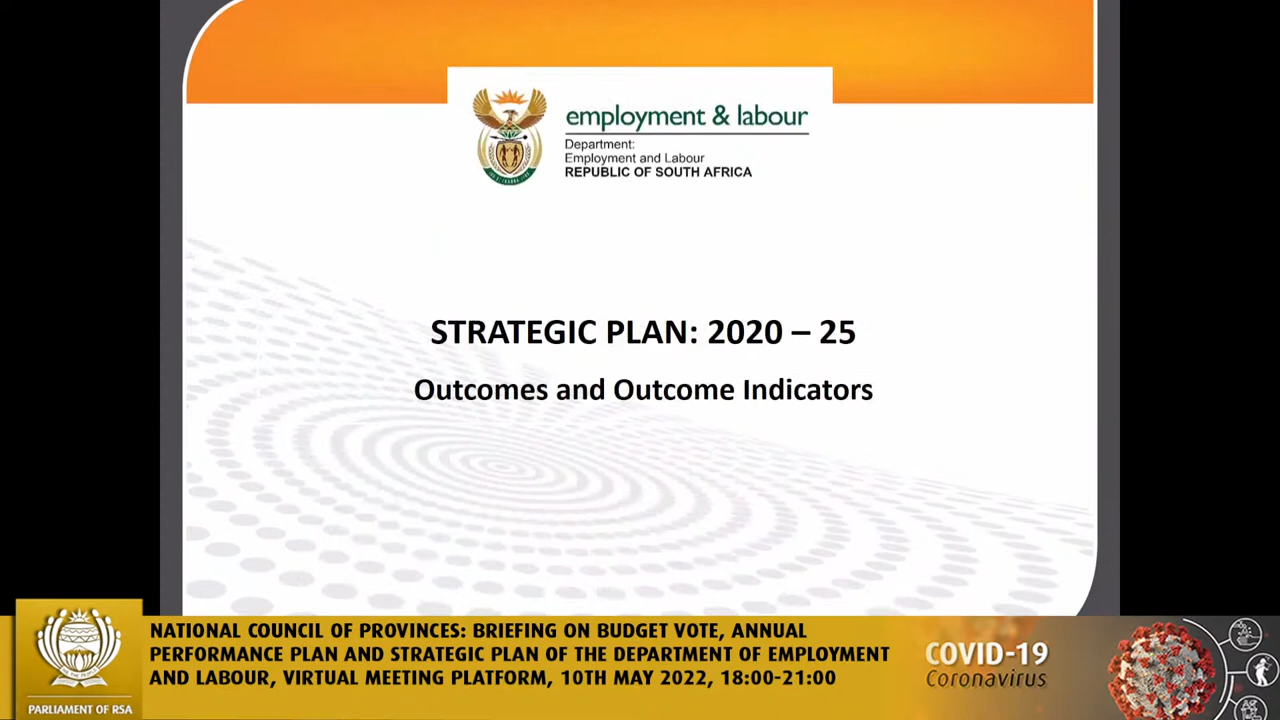 employment & labour
Department:
Employment and Labour
REPUBLIC OF SOUTH AFRICA
STRATEGIC PLAN: 2020 – 25
Outcomes and Outcome Indicators
NATIONAL COUNCIL OF PROVINCES: BRIEFING ON BUDGET VOTE, ANNUAL
PERFORMANCE PLAN AND STRATEGIC PLAN OF THE DEPARTMENT OF EMPLOYMENT
AND LABOUR, VIRTUAL MEETING PLATFORM, 10TH MAY 2022, 18:00-21:00
PARLIAMENT OF RSA
COVID-19
Coronavirus